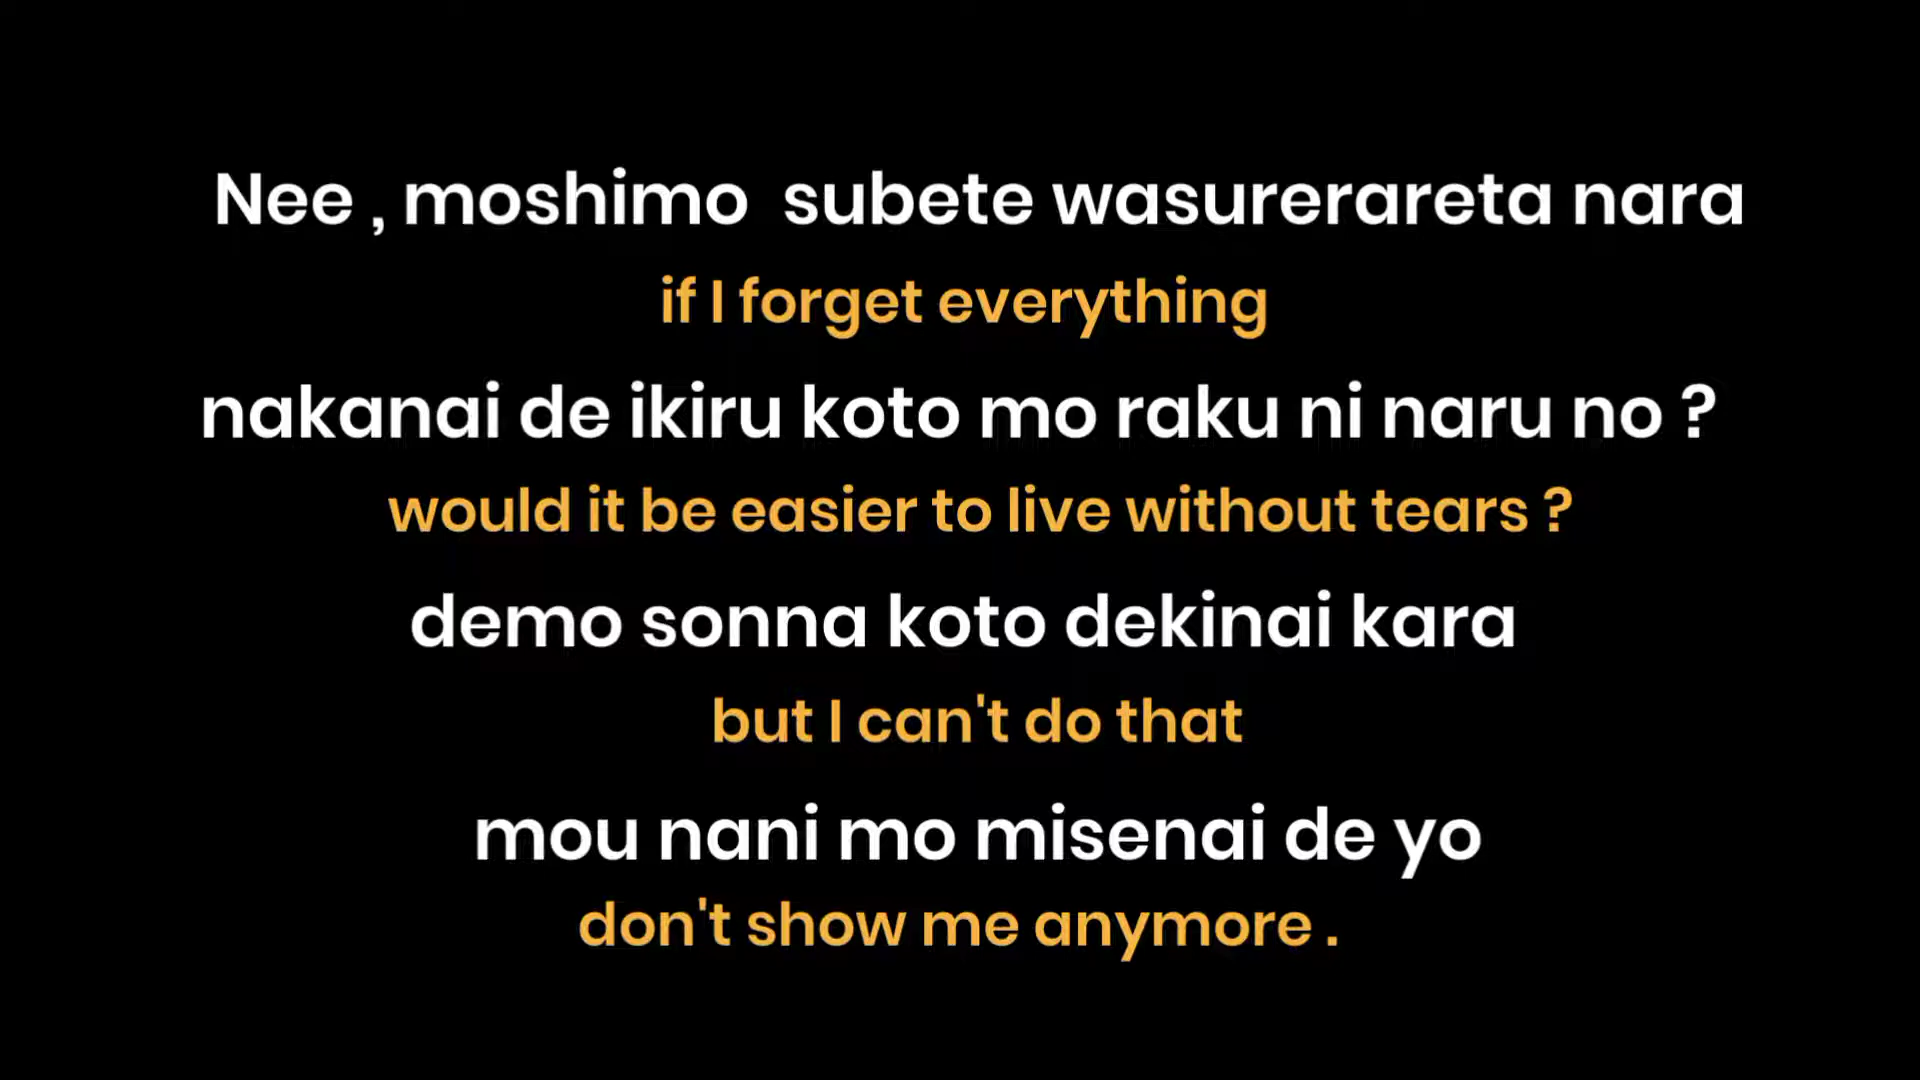 Nee , moshimo  subete wasurerareta nara
if I forget everything
nakanai de ikiru koto mo raku ni naru no ?
would it be easier to live without tears ?
demo sonna koto dekinai kara
but I can't do that
mou nani mo misenai de yo
don't show me anymore .